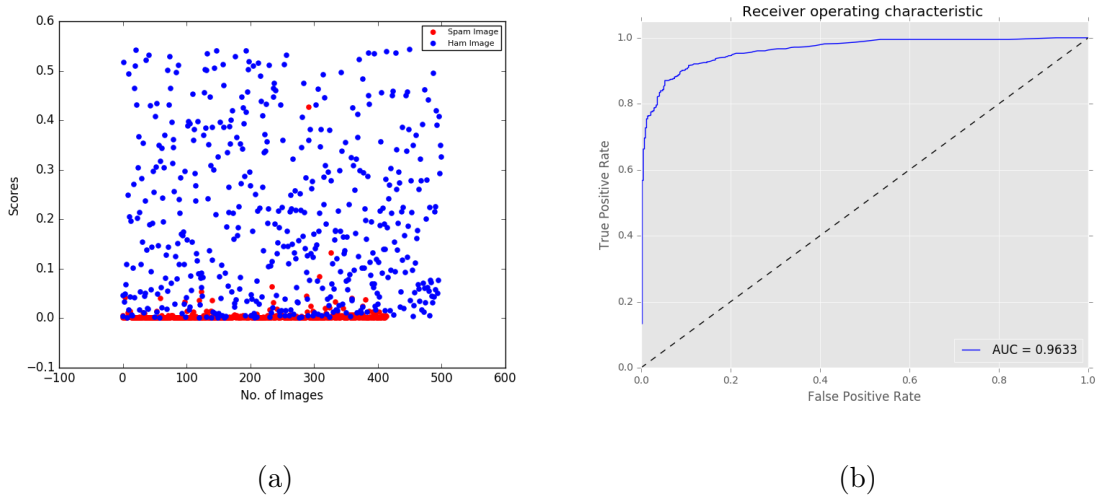 0.6
0.5
0.4
0.3
0.2
0.1
0.0
−0.1
Scores
−100 0 100 200 300 400 500 600
No. of Images
Spam Image
Ham Image
(a)
Receiver operating characteristic
1.0
0.8
0.6
0.4
0.2
0.0
True Positive Rate
0.0 0.2 0.4 0.6 0.8 1.0
False Positive Rate
AUC = 0.9633
(b)